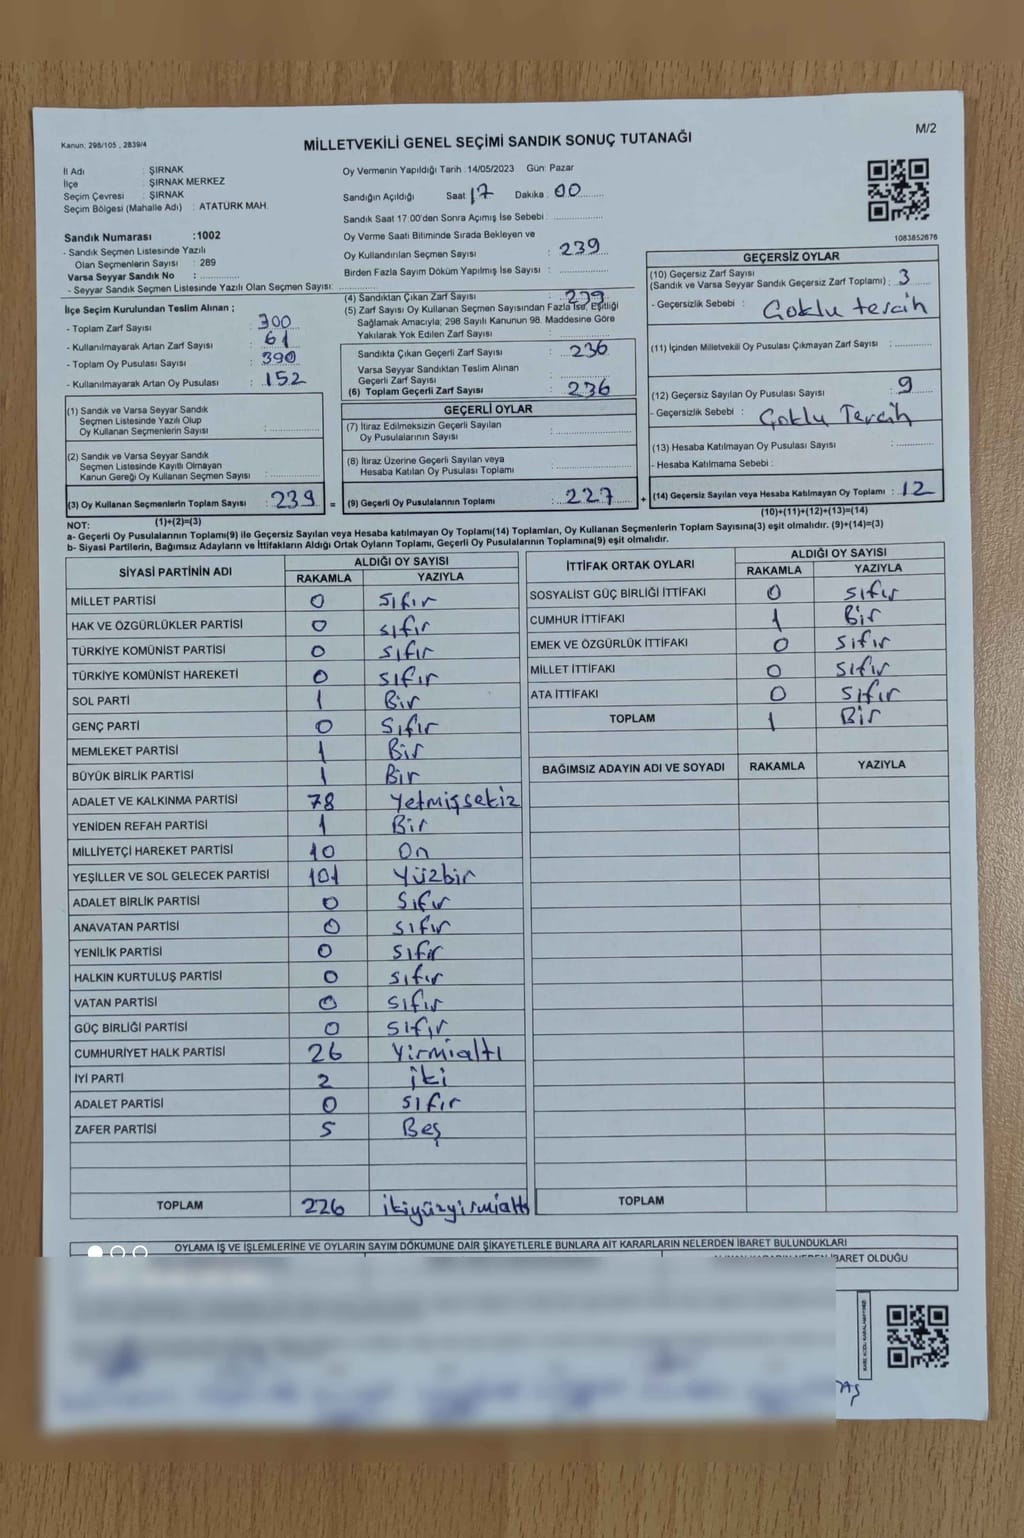 Kanun; 298/105 , 2839/4
MİLLETVEKİLİ GENEL SEÇİMİ SANDIK SONUÇ TUTANAĞI
M/2
İl Adı : ŞIRNAK
İlçe : ŞIRNAK MERKEZ
Seçim Çevresi : ŞIRNAK
Seçim Bölgesi (Mahalle Adı) : ATATÜRK MAH.
Sandık Numarası :1002
- Sandık Seçmen Listesinde Yazılı
Olan Seçmenlerin Sayısı : 289
Varsa Seyyar Sandık No :
- Seyyar Sandık Seçmen Listesinde Yazılı Olan Seçmen Sayısı:
Oy Vermenin Yapıldığı Tarih : 14/05/2023 Gün: Pazar
Sandığın Açıldığı Saat 17 Dakika : 00
Sandık Saat 17:00'den Sonra Açımış İse Sebebi :
Oy Verme Saati Bitiminde Sırada Bekleyen ve
Oy Kullandırılan Seçmen Sayısı : 239
Birden Fazla Sayım Döküm Yapılmış İse Sayısı :
1083852676
İlçe Seçim Kurulundan Teslim Alınan ;
- Toplam Zarf Sayısı : 300
- Kullanılmayarak Artan Zarf Sayısı : 61
- Toplam Oy Pusulası Sayısı : 390
- Kullanılmayarak Artan Oy Pusulası : 152
(1) Sandık ve Varsa Seyyar Sandık
Seçmen Listesinde Yazılı Olup
Oy Kullanan Seçmenlerin Sayısı :
(2) Sandık ve Varsa Seyyar Sandık
Seçmen Listesinde Kayıtlı Olmayan
Kanun Gereği Oy Kullanan Seçmen Sayısı :
(3) Oy Kullanan Seçmenlerin Toplam Sayısı : 239 =
(1)+(2)=(3)
(4) Sandıktan Çıkan Zarf Sayısı : 239
(5) Zarf Sayısı Oy Kullanan Seçmen Sayısından Fazla İse, Eşitliği
Sağlamak Amacıyla; 298 Sayılı Kanunun 98. Maddesine Göre
Yakılarak Yok Edilen Zarf Sayısı :
Sandıkta Çıkan Geçerli Zarf Sayısı : 236
Varsa Seyyar Sandıktan Teslim Alınan
Geçerli Zarf Sayısı :
(6) Toplam Geçerli Zarf Sayısı : 236
GEÇERLİ OYLAR
(7) İtiraz Edilmeksizin Geçerli Sayılan
Oy Pusulalarının Sayısı :
(8) İtiraz Üzerine Geçerli Sayılan veya
Hesaba Katılan Oy Pusulası Toplamı :
(9) Geçerli Oy Pusulalarının Toplamı : 227 +
GEÇERSİZ OYLAR
(10) Geçersiz Zarf Sayısı
(Sandık ve Varsa Seyyar Sandık Geçersiz Zarf Toplamı) : 3
- Geçersizlik Sebebi : Çoklu tercih
(11) İçinden Milletvekili Oy Pusulası Çıkmayan Zarf Sayısı :
(12) Geçersiz Sayılan Oy Pusulası Sayısı : 9
- Geçersizlik Sebebi : Çoklu Tercih
(13) Hesaba Katılmayan Oy Pusulası Sayısı :
- Hesaba Katılmama Sebebi :
(14) Geçersiz Sayılan veya Hesaba Katılmayan Oy Toplamı : 12
(10)+(11)+(12)+(13)=(14)
NOT:
a- Geçerli Oy Pusulalarının Toplamı(9) ile Geçersiz Sayılan veya Hesaba katılmayan Oy Toplamı(14) Toplamları, Oy Kullanan Seçmenlerin Toplam Sayısına(3) eşit olmalıdır. (9)+(14)=(3)
b- Siyasi Partilerin, Bağımsız Adayların ve İttifakların Aldığı Ortak Oyların Toplamı, Geçerli Oy Pusulalarının Toplamına(9) eşit olmalıdır.
SİYASİ PARTİNİN ADI ALDIĞI OY SAYISI
RAKAMLA YAZIYLA
MİLLET PARTİSİ 0 sıfır
HAK VE ÖZGÜRLÜKLER PARTİSİ 0 sıfır
TÜRKİYE KOMÜNİST PARTİSİ 0 sıfır
TÜRKİYE KOMÜNİST HAREKETİ 0 sıfır
SOL PARTİ 1 Bir
GENÇ PARTİ 0 Sıfır
MEMLEKET PARTİSİ 1 Bir
BÜYÜK BİRLİK PARTİSİ 1 Bir
ADALET VE KALKINMA PARTİSİ 78 Yetmişsekiz
YENİDEN REFAH PARTİSİ 1 Bir
MİLLİYETÇİ HAREKET PARTİSİ 10 On
YEŞİLLER VE SOL GELECEK PARTİSİ 101 Yüzbir
ADALET BİRLİK PARTİSİ 0 Sıfır
ANAVATAN PARTİSİ 0 sıfır
YENİLİK PARTİSİ 0 sıfır
HALKIN KURTULUŞ PARTİSİ 0 sıfır
VATAN PARTİSİ 0 sıfır
GÜÇ BİRLİĞİ PARTİSİ 0 sıfır
CUMHURİYET HALK PARTİSİ 26 Yirmialtı
İYİ PARTİ 2 iki
ADALET PARTİSİ 0 sıfır
ZAFER PARTİSİ 5 Beş
TOPLAM 226 ikiyüzyirmialtı
İTTİFAK ORTAK OYLARI ALDIĞI OY SAYISI
RAKAMLA YAZIYLA
SOSYALİST GÜÇ BİRLİĞİ İTTİFAKI 0 sıfır
CUMHUR İTTİFAKI 1 Bir
EMEK VE ÖZGÜRLÜK İTTİFAKI 0 sıfır
MİLLET İTTİFAKI 0 sıfır
ATA İTTİFAKI 0 sıfır
TOPLAM 1 Bir
BAĞIMSIZ ADAYIN ADI VE SOYADI RAKAMLA YAZIYLA
TOPLAM
OYLAMA İŞ VE İŞLEMLERİNE VE OYLARIN SAYIM DÖKÜMÜNE DAİR ŞİKAYETLERLE BUNLARA AİT KARARLARIN NELERDEN İBARET BULUNDUKLARI
İBARET OLDUĞU
KARE KODU KARALAMAYINIZ!